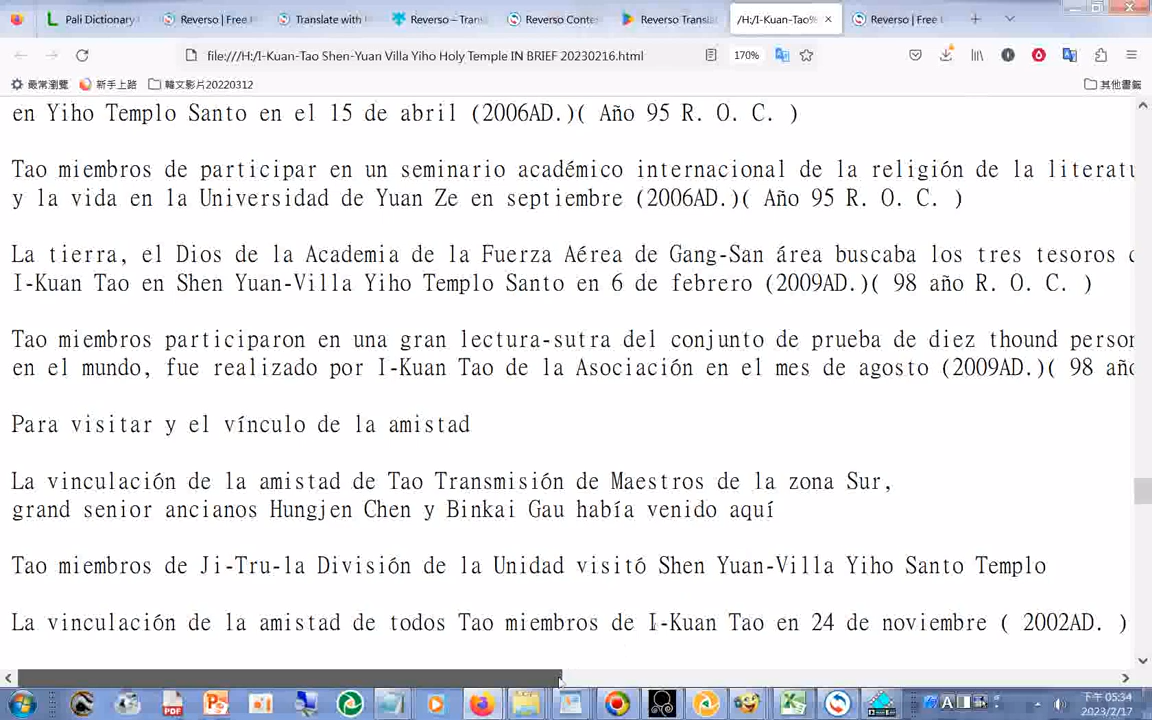 Pali Dictionary
Reverso | Free
Translate with
Reverso – Tran
Reverso Conte
Reverso Transl
/H:/I-Kuan-Tao%
Reverso | Free
file:///H:/I-Kuan-Tao Shen-Yuan Villa Yiho Holy Temple IN BRIEF 20230216.html
170%
最常瀏覽
新手上路
韓文影片20220312
其他書籤
en Yiho Templo Santo en el 15 de abril (2006AD.)( Año 95 R. O. C. )
Tao miembros de participar en un seminario académico internacional de la religión de la literatu
y la vida en la Universidad de Yuan Ze en septiembre (2006AD.)( Año 95 R. O. C. )
La tierra, el Dios de la Academia de la Fuerza Aérea de Gang-San área buscaba los tres tesoros
I-Kuan Tao en Shen Yuan-Villa Yiho Templo Santo en 6 de febrero (2009AD.)( 98 año R. O. C. )
Tao miembros participaron en una gran lectura-sutra del conjunto de prueba de diez thound person
en el mundo, fue realizado por I-Kuan Tao de la Asociación en el mes de agosto (2009AD.)( 98 año
Para visitar y el vínculo de la amistad
La vinculación de la amistad de Tao Transmisión de Maestros de la zona Sur,
grand senior ancianos Hungjen Chen y Binkai Gau había venido aquí
Tao miembros de Ji-Tru-la División de la Unidad visitó Shen Yuan-Villa Yiho Santo Templo
La vinculación de la amistad de todos Tao miembros de I-Kuan Tao en 24 de noviembre ( 2002AD. )
下午 05:34
2023/2/17